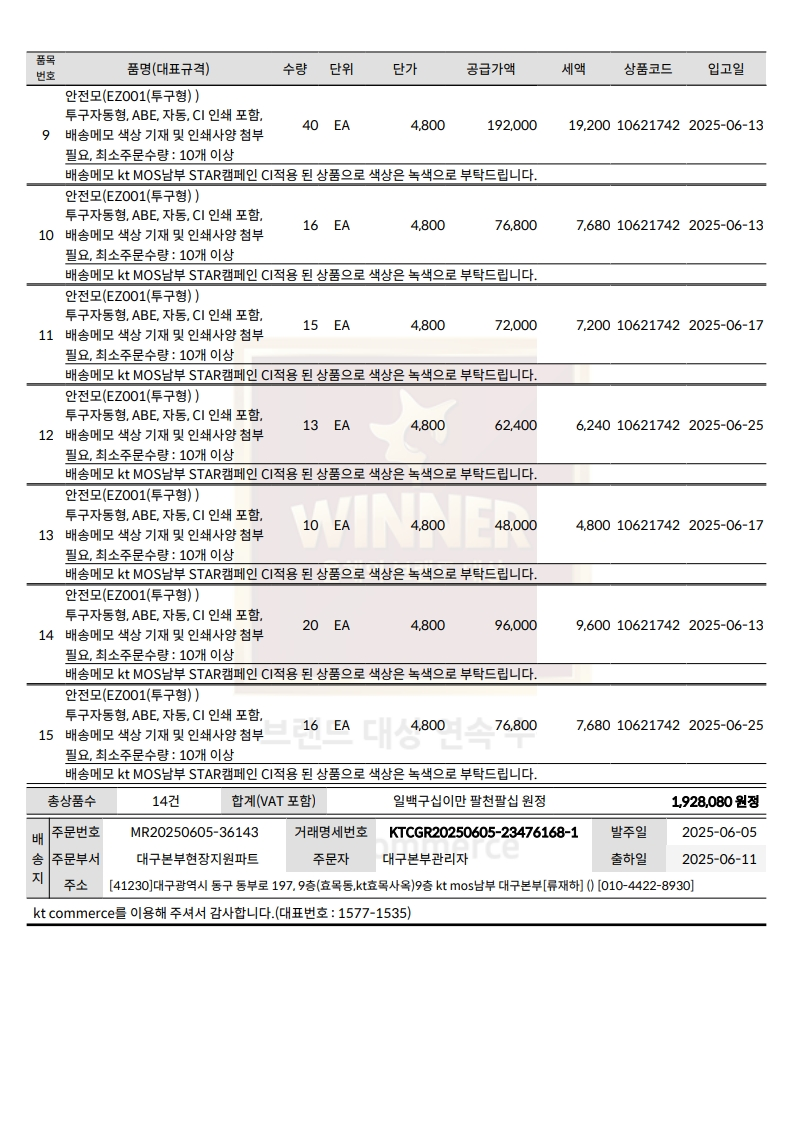 품목
번호 품명(대표규격) 수량 단위 단가 공급가액 세액 상품코드 입고일
안전모(EZ001(투구형) )
투구자동형, ABE, 자동, CI 인쇄 포함,
9 배송메모 색상 기재 및 인쇄사양 첨부 40 EA 4,800 192,000 19,200 10621742 2025-06-13
필요, 최소주문수량 : 10개 이상
배송메모 kt MOS남부 STAR캠페인 CI적용 된 상품으로 색상은 녹색으로 부탁드립니다.
안전모(EZ001(투구형) )
투구자동형, ABE, 자동, CI 인쇄 포함,
10 배송메모 색상 기재 및 인쇄사양 첨부 16 EA 4,800 76,800 7,680 10621742 2025-06-13
필요, 최소주문수량 : 10개 이상
배송메모 kt MOS남부 STAR캠페인 CI적용 된 상품으로 색상은 녹색으로 부탁드립니다.
안전모(EZ001(투구형) )
투구자동형, ABE, 자동, CI 인쇄 포함,
11 배송메모 색상 기재 및 인쇄사양 첨부 15 EA 4,800 72,000 7,200 10621742 2025-06-17
필요, 최소주문수량 : 10개 이상
배송메모 kt MOS남부 STAR캠페인 CI적용 된 상품으로 색상은 녹색으로 부탁드립니다.
안전모(EZ001(투구형) )
투구자동형, ABE, 자동, CI 인쇄 포함,
12 배송메모 색상 기재 및 인쇄사양 첨부 13 EA 4,800 62,400 6,240 10621742 2025-06-25
필요, 최소주문수량 : 10개 이상
배송메모 kt MOS남부 STAR캠페인 CI적용 된 상품으로 색상은 녹색으로 부탁드립니다.
안전모(EZ001(투구형) )
투구자동형, ABE, 자동, CI 인쇄 포함,
13 배송메모 색상 기재 및 인쇄사양 첨부 10 EA 4,800 48,000 4,800 10621742 2025-06-17
필요, 최소주문수량 : 10개 이상
배송메모 kt MOS남부 STAR캠페인 CI적용 된 상품으로 색상은 녹색으로 부탁드립니다.
안전모(EZ001(투구형) )
투구자동형, ABE, 자동, CI 인쇄 포함,
14 배송메모 색상 기재 및 인쇄사양 첨부 20 EA 4,800 96,000 9,600 10621742 2025-06-13
필요, 최소주문수량 : 10개 이상
배송메모 kt MOS남부 STAR캠페인 CI적용 된 상품으로 색상은 녹색으로 부탁드립니다.
안전모(EZ001(투구형) )
투구자동형, ABE, 자동, CI 인쇄 포함,
15 배송메모 색상 기재 및 인쇄사양 첨부 16 EA 4,800 76,800 7,680 10621742 2025-06-25
필요, 최소주문수량 : 10개 이상
배송메모 kt MOS남부 STAR캠페인 CI적용 된 상품으로 색상은 녹색으로 부탁드립니다.
WINNER
브랜드 대상 연속 수
총상품수 14건 합계(VAT 포함) 일백구십이만 팔천팔십 원정 1,928,080 원정
배송지 주문번호 MR20250605-36143 거래명세번호 KTCGR20250605-23476168-1 발주일 2025-06-05
주문부서 대구본부현장지원파트 주문자 대구본부관리자 출하일 2025-06-11
주소 [41230]대구광역시 동구 동부로 197, 9층(효목동,kt효목사옥)9층 kt mos남부 대구본부[류재하] () [010-4422-8930]
kt commerce를 이용해 주셔서 감사합니다.(대표번호 : 1577-1535)